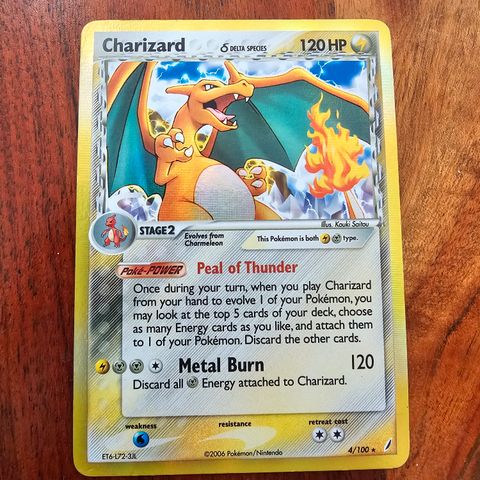 Charizard δ DELTA SPECIES 120 HP
Illus. Kouki Saitou
STAGE2 Evolves from
Charmeleon
This Pokémon is both type.
Poké-POWER Peal of Thunder
Once during your turn, when you play Charizard
from your hand to evolve 1 of your Pokémon, you
may look at the top 5 cards of your deck, choose
as many Energy cards as you like, and attach them
to 1 of your Pokémon. Discard the other cards.
Metal Burn 120
Discard all Energy attached to Charizard.
weakness resistance retreat cost
ET6-L72-3JL ©2006 Pokémon/Nintendo 4/100 ★